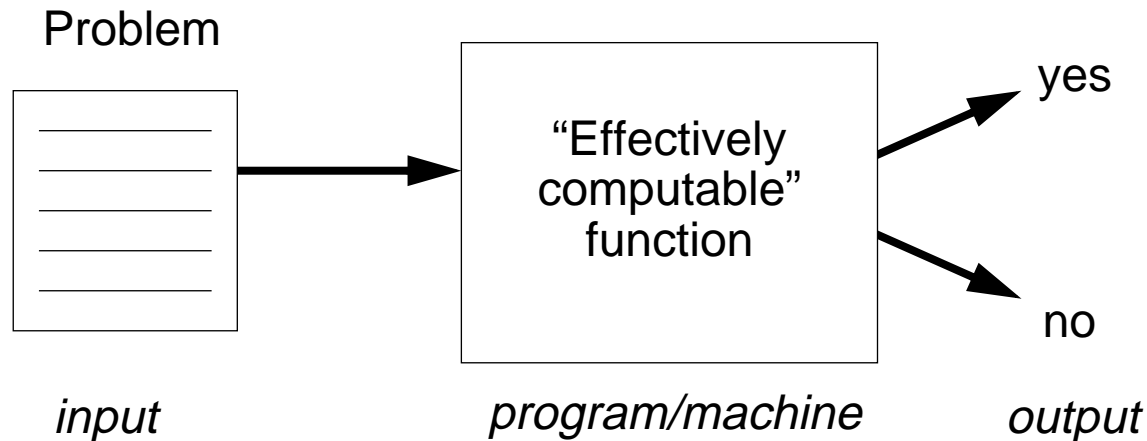 Problem
“Effectively
computable”
function
yes
no
input
program/machine
output